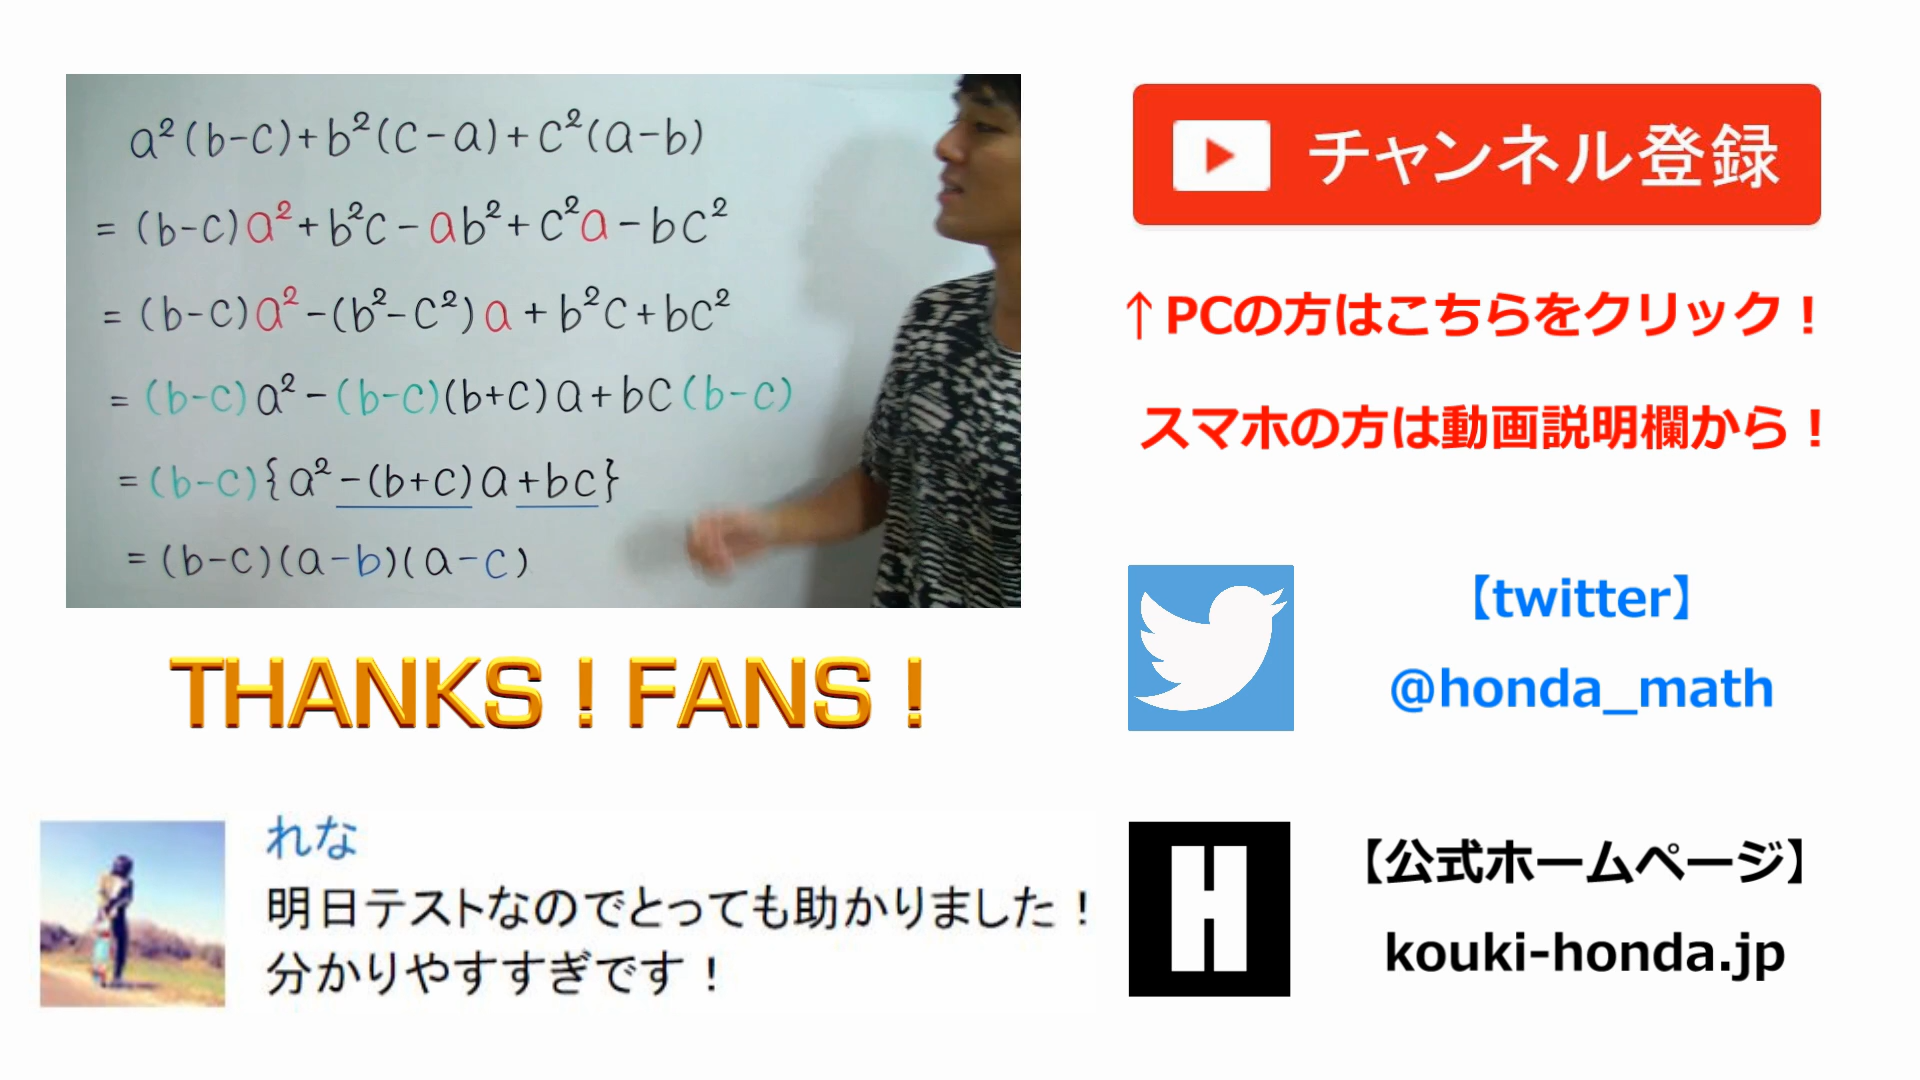 a²(b-c)+b²(c-a)+c²(a-b)
=(b-c)a²+b²c-ab²+c²a-bc²
=(b-c)a²-(b²-c²)a+b²c+bc²
=(b-c)a²-(b-c)(b+c)a+bc(b-c)
=(b-c){a²-(b+c)a+bc}
=(b-c)(a-b)(a-c)
THANKS！FANS！
れな
明日テストなのでとっても助かりました！
分かりやすすぎです！
チャンネル登録
↑PCの方はこちらをクリック！
スマホの方は動画説明欄から！
【twitter】
@honda_math
H
【公式ホームページ】
kouki-honda.jp